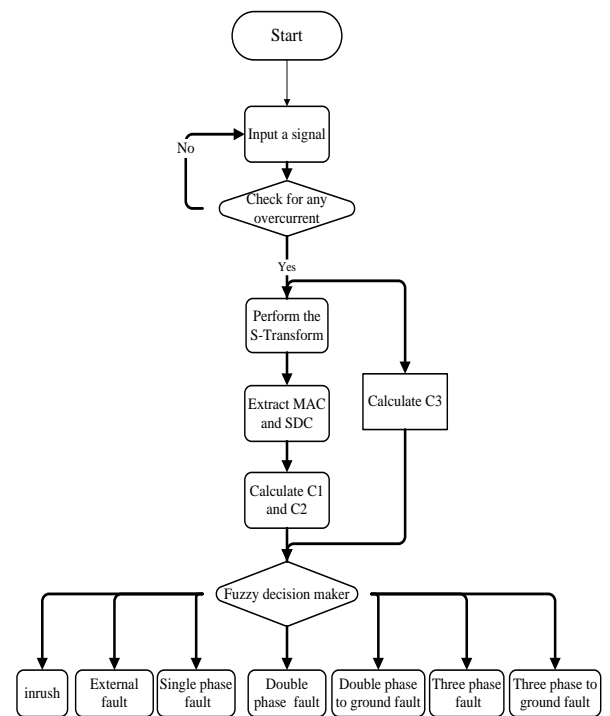 Start
Input a signal
No
Check for any
overcurrent
Yes
Perform the
S-Transform
Extract MAC
and SDC
Calculate C3
Calculate C1
and C2
Fuzzy decision maker
inrush
External
fault
Single phase
fault
Double
phase fault
Double phase
to ground fault
Three phase
fault
Three phase to
ground fault